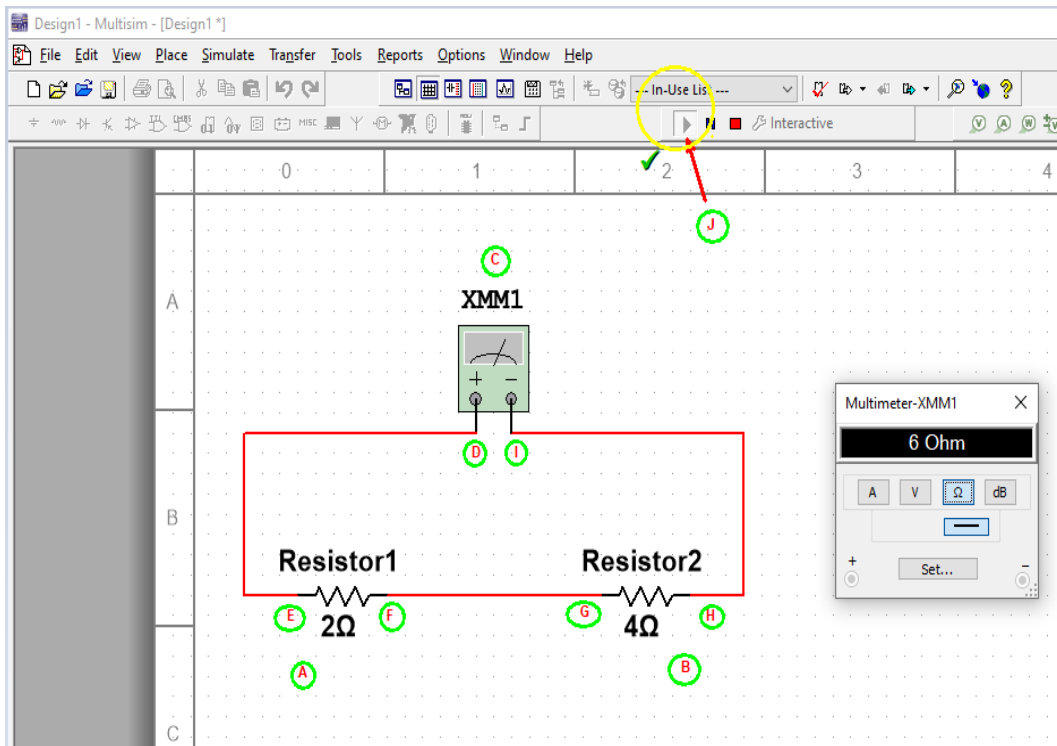 Design1 - Multisim - [Design1 *]
File Edit View Place Simulate Transfer Tools Reports Options Window Help
--- In-Use List ---
MISC Interactive V A W V
0 1 2 3 4
J
C
A
XMM1
+ −
Multimeter-XMM1
6 Ohm
D I
A V Ω dB
B
+ Set... −
Resistor1 Resistor2
E F G H
2Ω 4Ω
A B
C